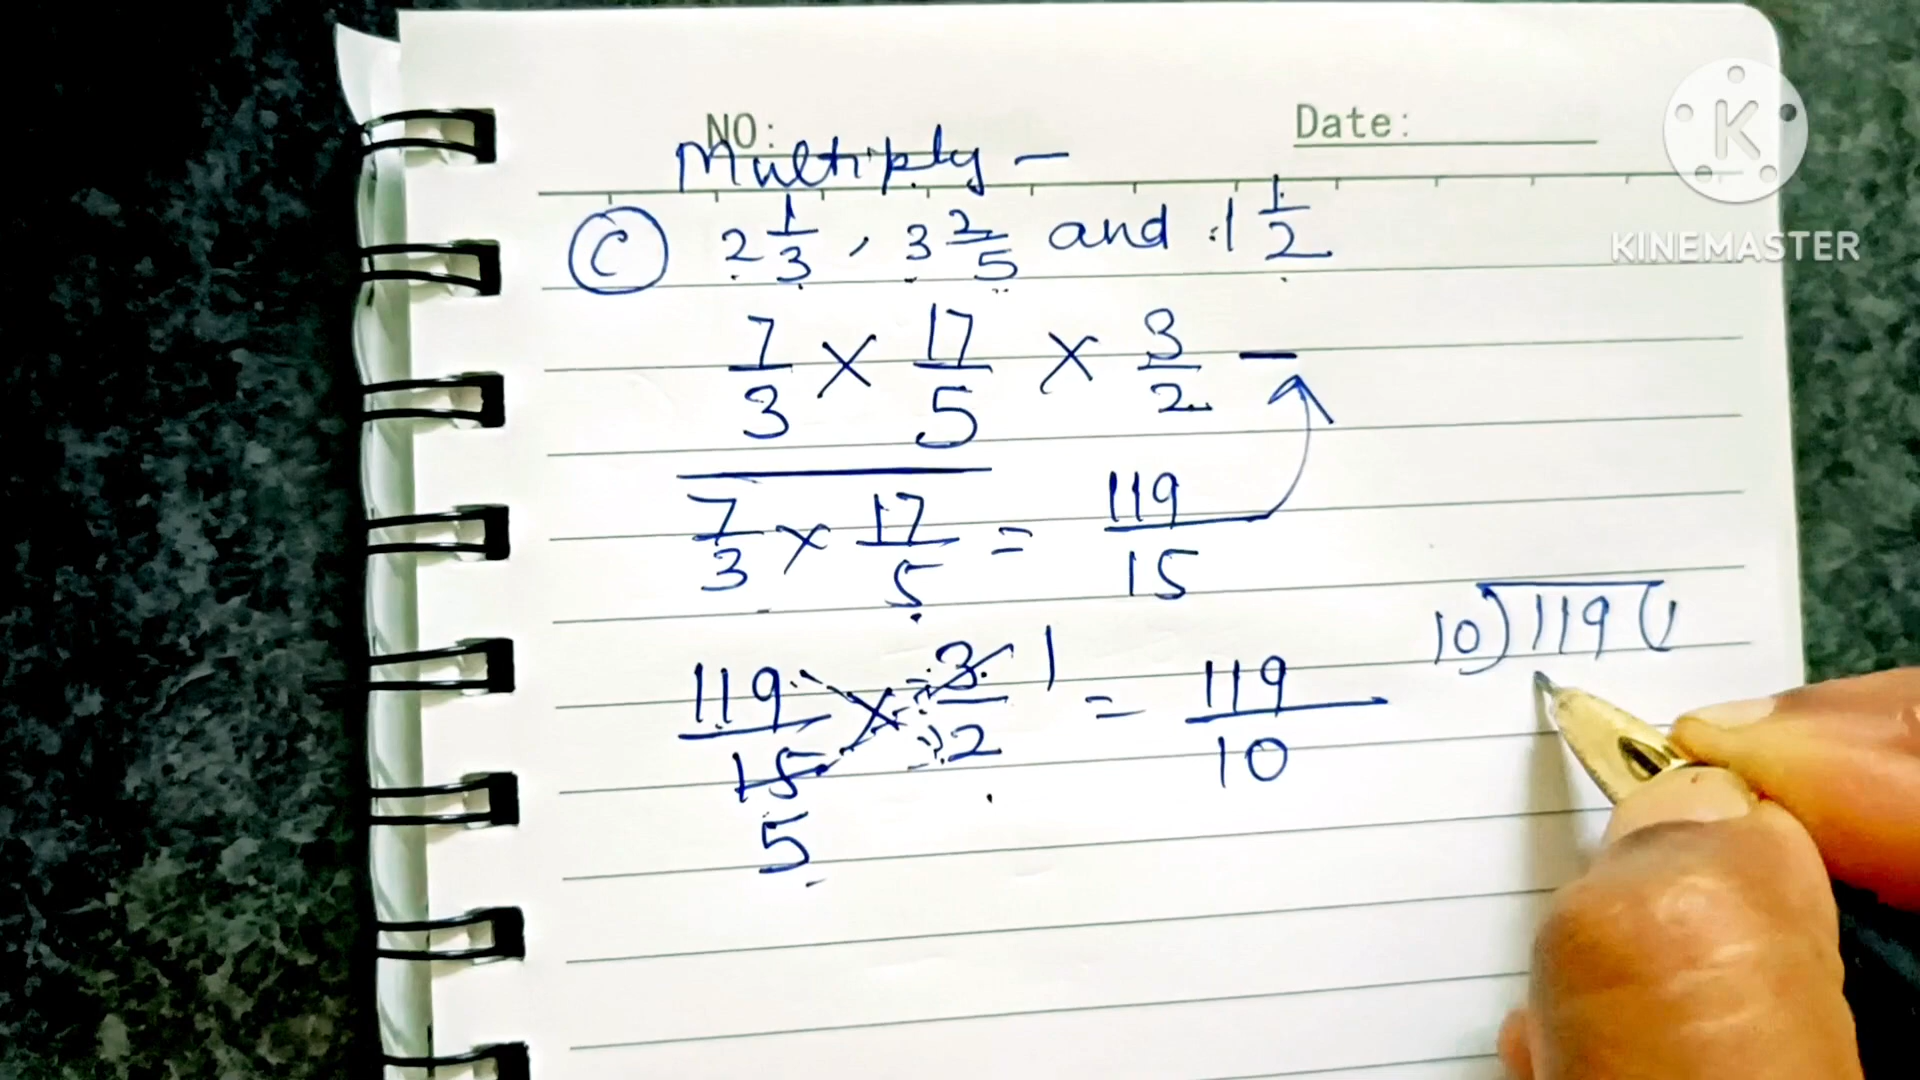 NO:
Date:
KINEMASTER
Multiply –
(C) 2 1/3 , 3 2/5 and 1 1/2
7/3 × 17/5 × 3/2 –
7/3 × 17/5 = 119/15
119/15 × 3/2 1 = 119/10
5
10) 119 (1